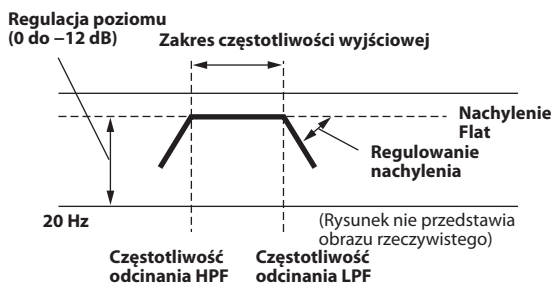 Regulacja poziomu
(0 do −12 dB)
Zakres częstotliwości wyjściowej
Nachylenie
Flat
Regulowanie
nachylenia
20 Hz
(Rysunek nie przedstawia
obrazu rzeczywistego)
Częstotliwość
odcinania HPF
Częstotliwość
odcinania LPF